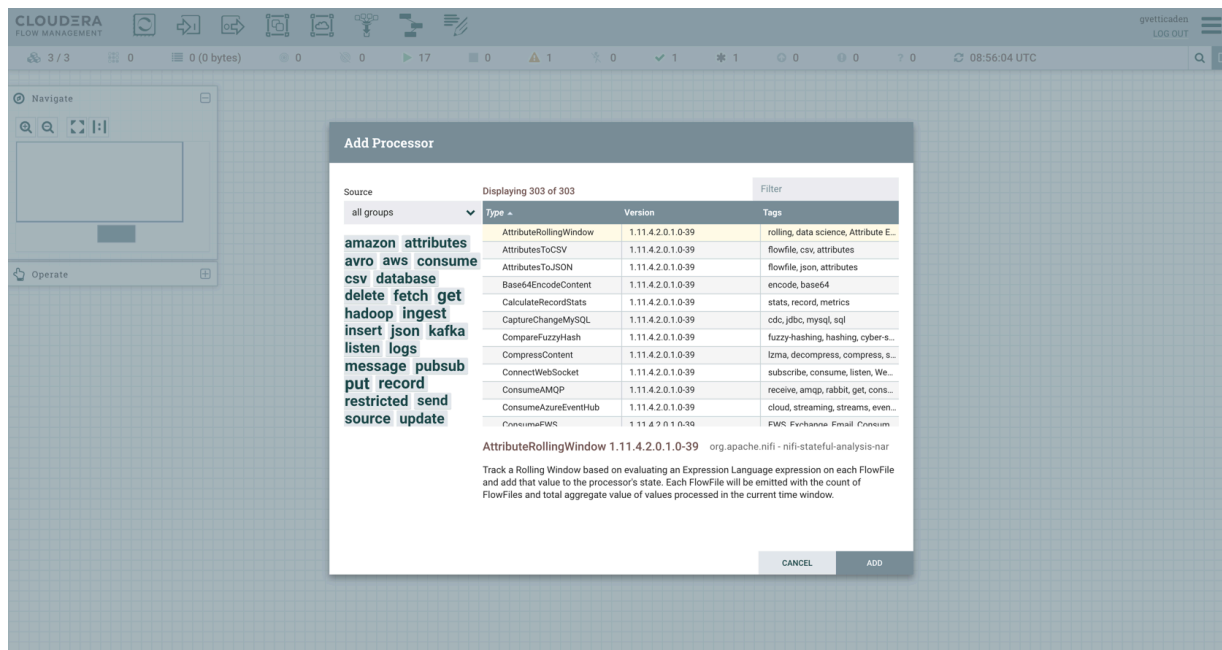 CLOUDERA
FLOW MANAGEMENT
gvetticaden
LOG OUT
3 / 3 0 0 (0 bytes) 0 0 17 0 1 0 1 1 0 0 0 08:56:04 UTC
Navigate
Operate
Add Processor
Source
Displaying 303 of 303
Filter
all groups
Type Version Tags
AttributeRollingWindow 1.11.4.2.0.1.0-39 rolling, data science, Attribute E...
AttributesToCSV 1.11.4.2.0.1.0-39 flowfile, csv, attributes
AttributesToJSON 1.11.4.2.0.1.0-39 flowfile, json, attributes
Base64EncodeContent 1.11.4.2.0.1.0-39 encode, base64
CalculateRecordStats 1.11.4.2.0.1.0-39 stats, record, metrics
CaptureChangeMySQL 1.11.4.2.0.1.0-39 cdc, jdbc, mysql, sql
CompareFuzzyHash 1.11.4.2.0.1.0-39 fuzzy-hashing, hashing, cyber-s...
CompressContent 1.11.4.2.0.1.0-39 lzma, decompress, compress, s...
ConnectWebSocket 1.11.4.2.0.1.0-39 subscribe, consume, listen, We...
ConsumeAMQP 1.11.4.2.0.1.0-39 receive, amqp, rabbit, get, cons...
ConsumeAzureEventHub 1.11.4.2.0.1.0-39 cloud, streaming, streams, even...
ConsumeEWS 1.11.4.2.0.1.0-39 EWS, Exchange, Email, Consum...
amazon attributes
avro aws consume
csv database
delete fetch get
hadoop ingest
insert json kafka
listen logs
message pubsub
put record
restricted send
source update
AttributeRollingWindow 1.11.4.2.0.1.0-39 org.apache.nifi - nifi-stateful-analysis-nar
Track a Rolling Window based on evaluating an Expression Language expression on each FlowFile
and add that value to the processor's state. Each FlowFile will be emitted with the count of
FlowFiles and total aggregate value of values processed in the current time window.
CANCEL ADD